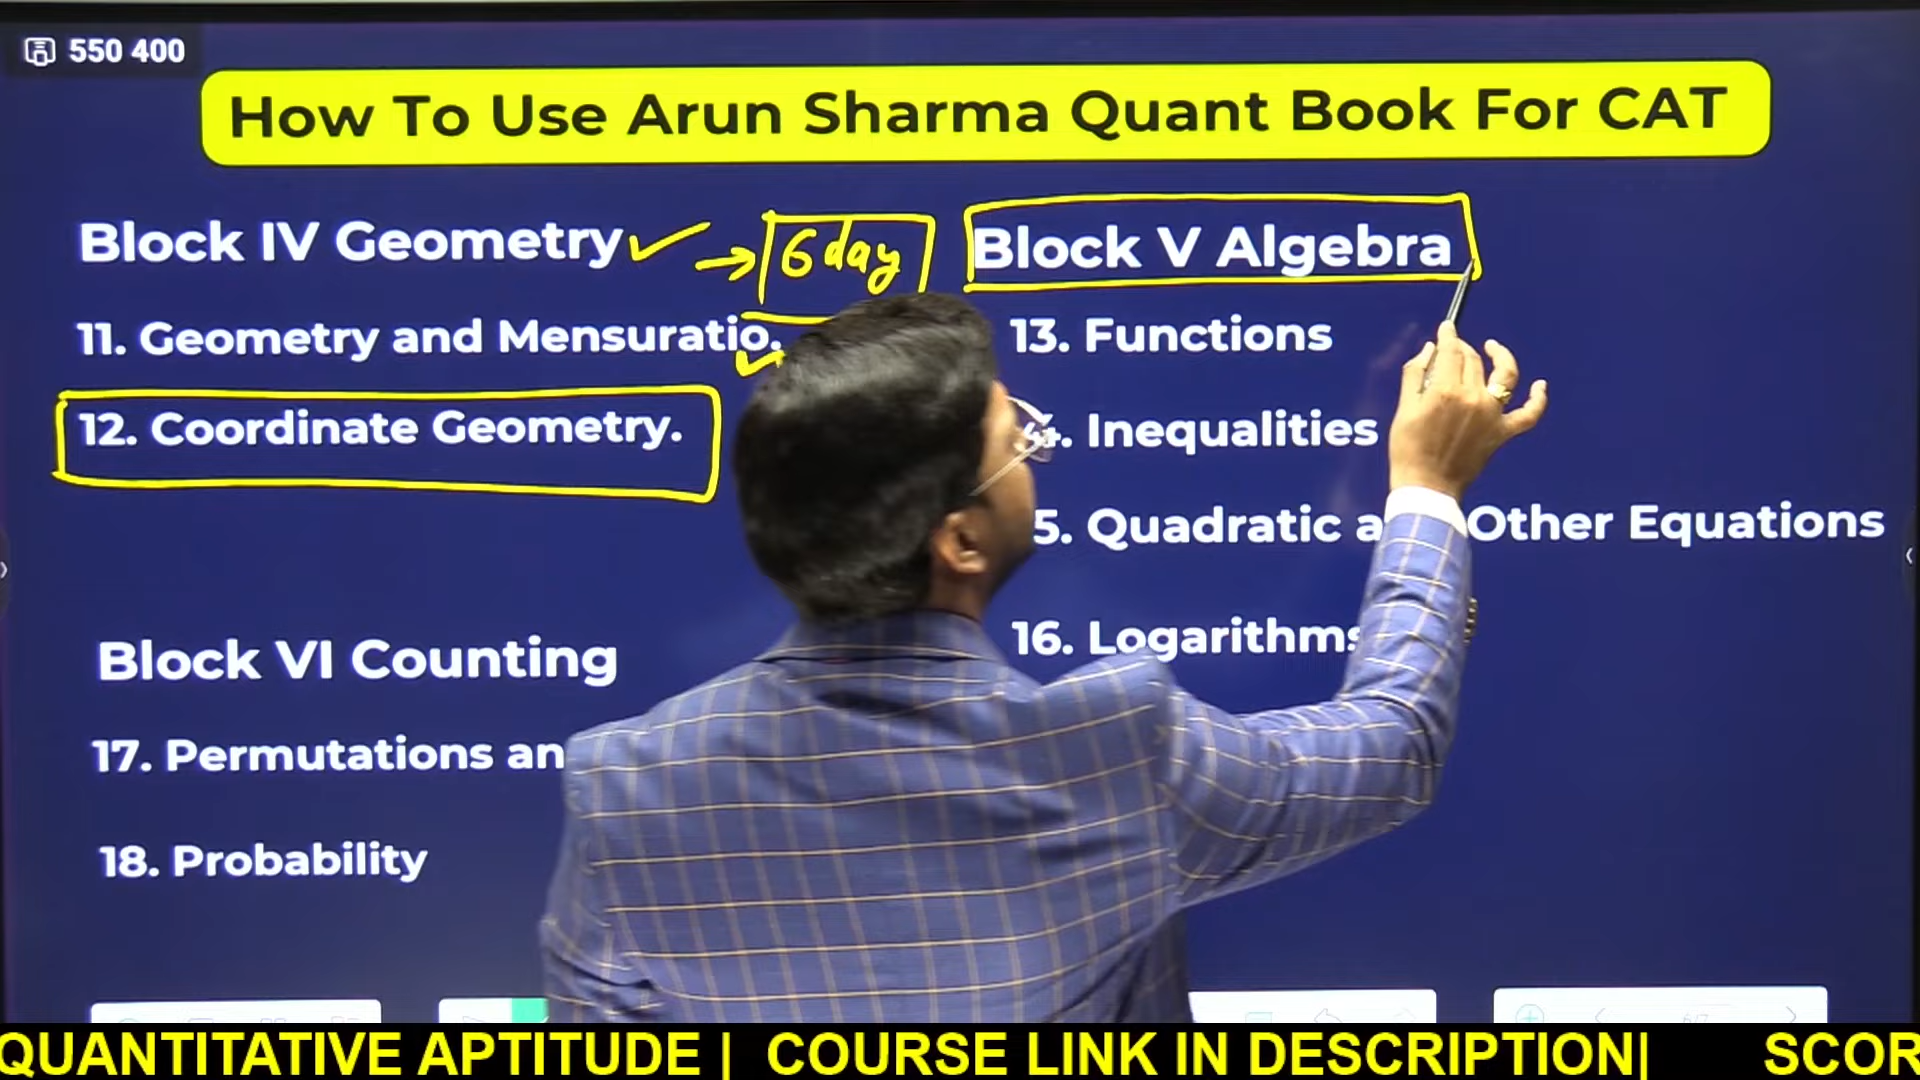 550 400
How To Use Arun Sharma Quant Book For CAT
Block IV Geometry
6 day
11. Geometry and Mensuratio
12. Coordinate Geometry.
Block V Algebra
13. Functions
Inequalities
5. Quadratic a Other Equations
16. Logarithms
Block VI Counting
17. Permutations an
18. Probability
QUANTITATIVE APTITUDE | COURSE LINK IN DESCRIPTION| SCOR